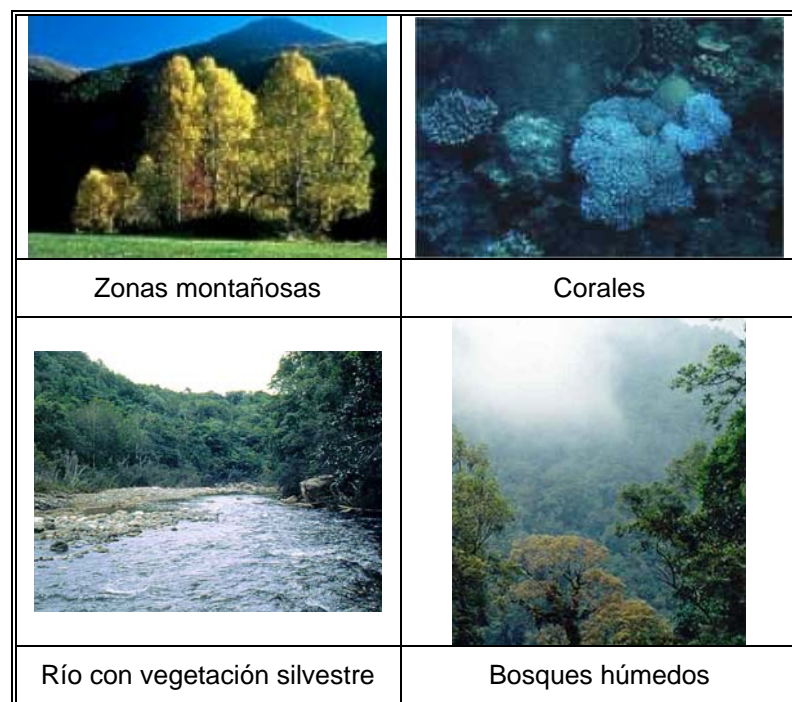 Zonas montañosas
Corales
Río con vegetación silvestre
Bosques húmedos